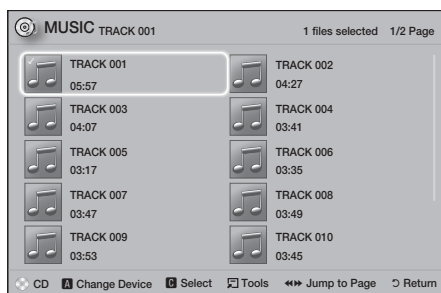 MUSIC TRACK 001 1 files selected 1/2 Page
TRACK 001 TRACK 002
05:57 04:27
TRACK 003 TRACK 004
04:07 03:41
TRACK 005 TRACK 006
03:17 03:35
TRACK 007 TRACK 008
03:47 03:49
TRACK 009 TRACK 010
03:53 03:45
CD A Change Device C Select Tools Jump to Page Return